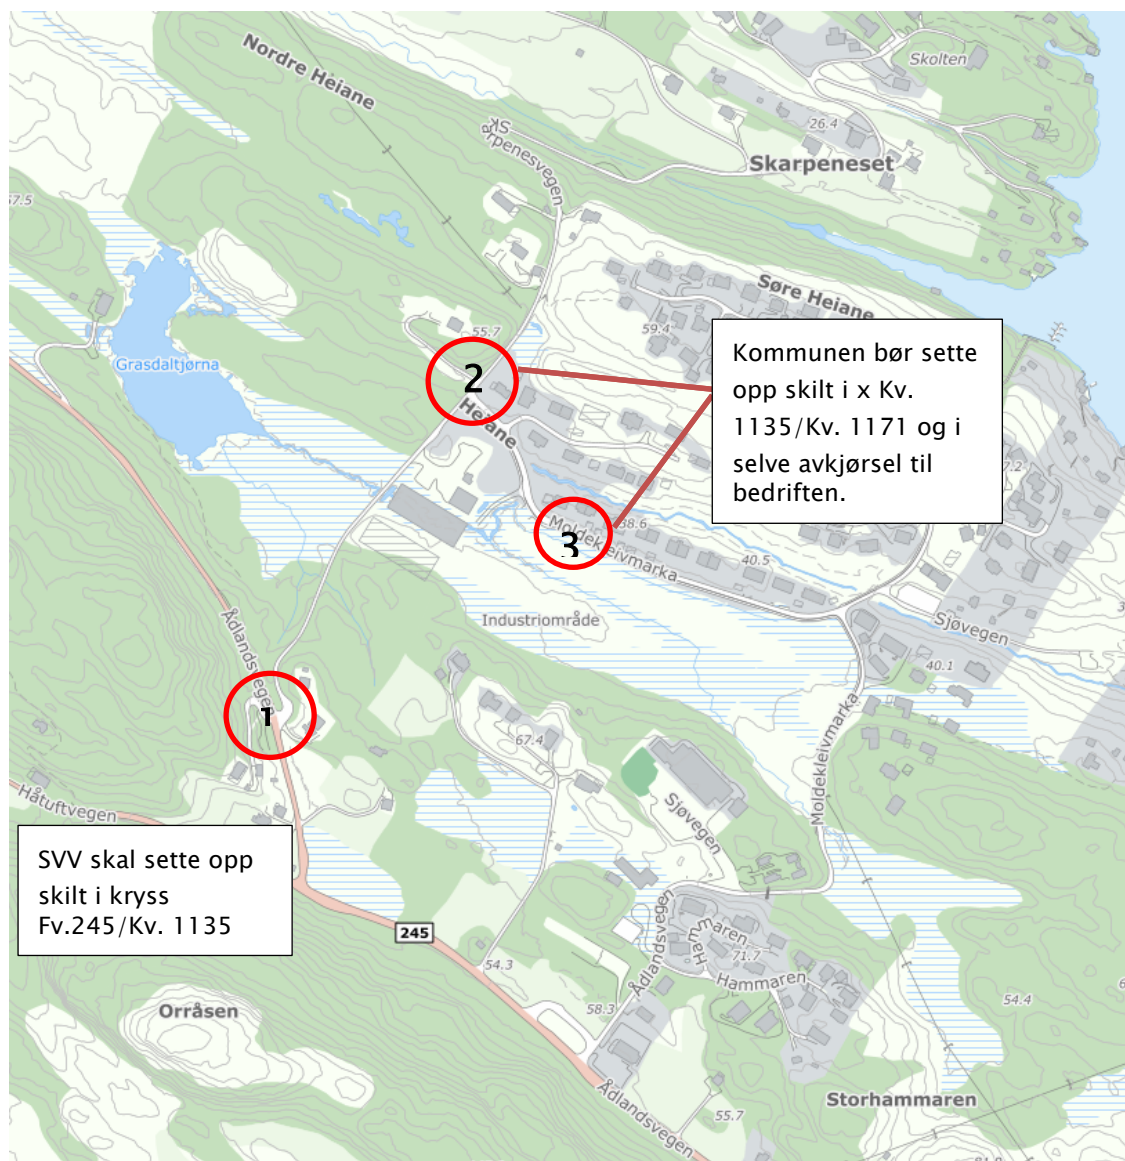 Nordre Heiane
Skolten
26.4
Skarpenesvegen
Skarpeneset
57.5
Søre Heiane
59.4
55.7
Grasdaltjørna
2
Heiane
Kommunen bør sette
opp skilt i x Kv.
1135/Kv. 1171 og i
selve avkjørsel til
bedriften.
38.6
3
Moldekleivmarka
40.5
Industriområde
Sjøvegen
40.1
Ådlandsvegen
1
67.4
Moldekleivmarka
Sjøvegen
Håtuftvegen
SVV skal sette opp
skilt i kryss
Fv.245/Kv. 1135
245
54.3
Ådlandsvegen
Hammaren
71.7
Hammaren
58.3
54.4
Orråsen
Storhammaren
Ådlandsvegen
55.7